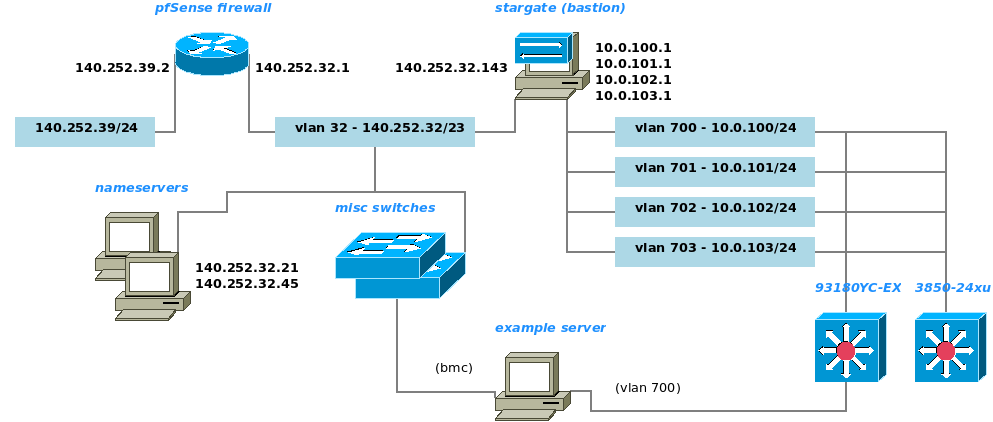 pfSense firewall
stargate (bastion)
140.252.39.2
140.252.32.1
140.252.32.143
10.0.100.1
10.0.101.1
10.0.102.1
10.0.103.1
140.252.39/24
vlan 32 - 140.252.32/23
vlan 700 - 10.0.100/24
vlan 701 - 10.0.101/24
vlan 702 - 10.0.102/24
vlan 703 - 10.0.103/24
nameservers
misc switches
140.252.32.21
140.252.32.45
93180YC-EX
3850-24xu
example server
(bmc)
(vlan 700)